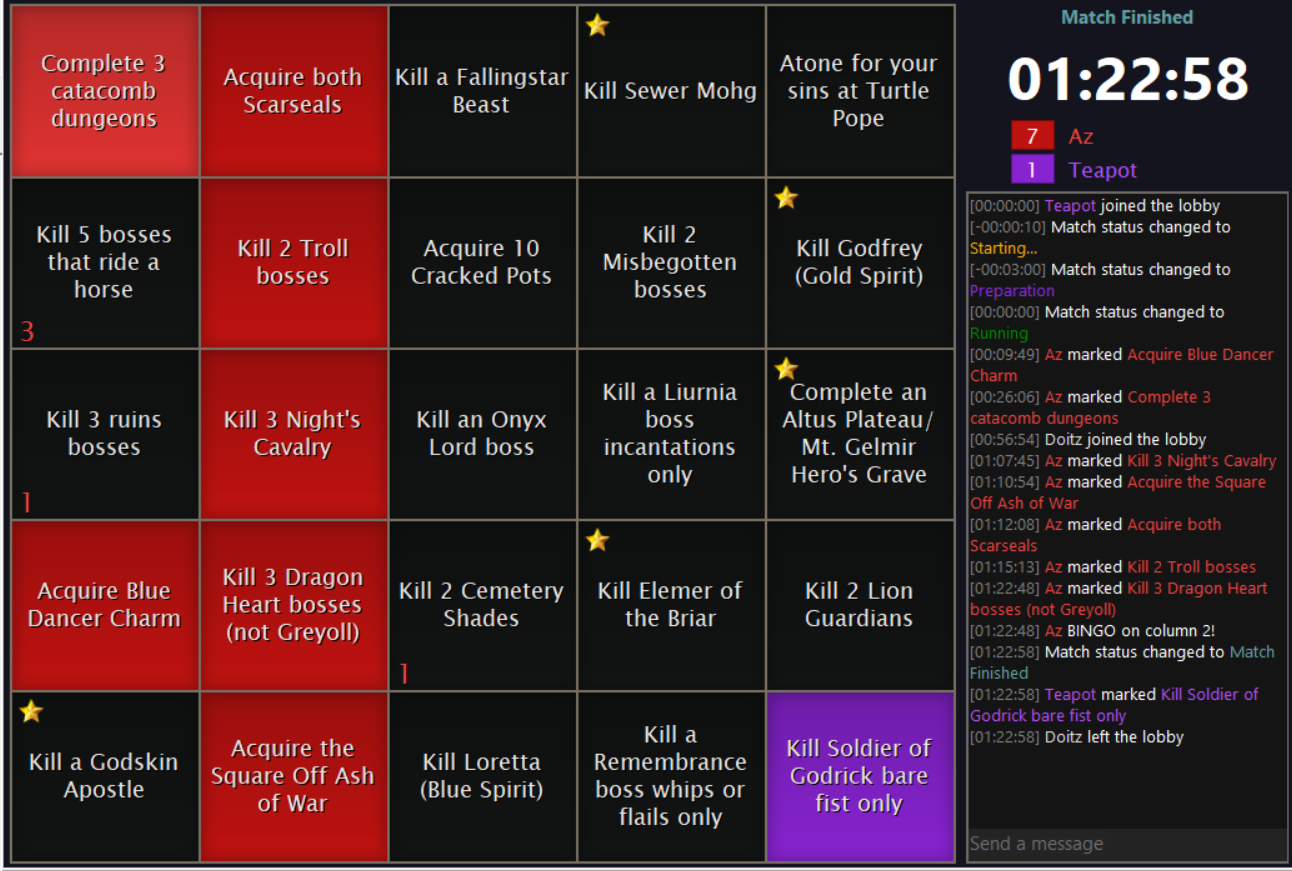 Complete 3
catacomb
dungeons
Acquire both
Scarseals
Kill a Fallingstar
Beast
Kill Sewer Mohg
Atone for your
sins at Turtle
Pope
Kill 5 bosses
that ride a
horse
3
Kill 2 Troll
bosses
Acquire 10
Cracked Pots
Kill 2
Misbegotten
bosses
Kill Godfrey
(Gold Spirit)
Kill 3 ruins
bosses
1
Kill 3 Night's
Cavalry
Kill an Onyx
Lord boss
Kill a Liurnia
boss
incantations
only
Complete an
Altus Plateau/
Mt. Gelmir
Hero's Grave
Acquire Blue
Dancer Charm
Kill 3 Dragon
Heart bosses
(not Greyoll)
Kill 2 Cemetery
Shades
1
Kill Elemer of
the Briar
Kill 2 Lion
Guardians
Kill a Godskin
Apostle
Acquire the
Square Off Ash
of War
Kill Loretta
(Blue Spirit)
Kill a
Remembrance
boss whips or
flails only
Kill Soldier of
Godrick bare
fist only
Match Finished
01:22:58
7 Az
1 Teapot
[00:00:00] Teapot joined the lobby
[-00:00:10] Match status changed to
Starting...
[-00:03:00] Match status changed to
Preparation
[00:00:00] Match status changed to
Running
[00:09:49] Az marked Acquire Blue Dancer
Charm
[00:26:06] Az marked Complete 3
catacomb dungeons
[00:56:54] Doitz joined the lobby
[01:07:45] Az marked Kill 3 Night's Cavalry
[01:10:54] Az marked Acquire the Square
Off Ash of War
[01:12:08] Az marked Acquire both
Scarseals
[01:15:13] Az marked Kill 2 Troll bosses
[01:22:48] Az marked Kill 3 Dragon Heart
bosses (not Greyoll)
[01:22:48] Az BINGO on column 2!
[01:22:58] Match status changed to Match
Finished
[01:22:58] Teapot marked Kill Soldier of
Godrick bare fist only
[01:22:58] Doitz left the lobby
Send a message